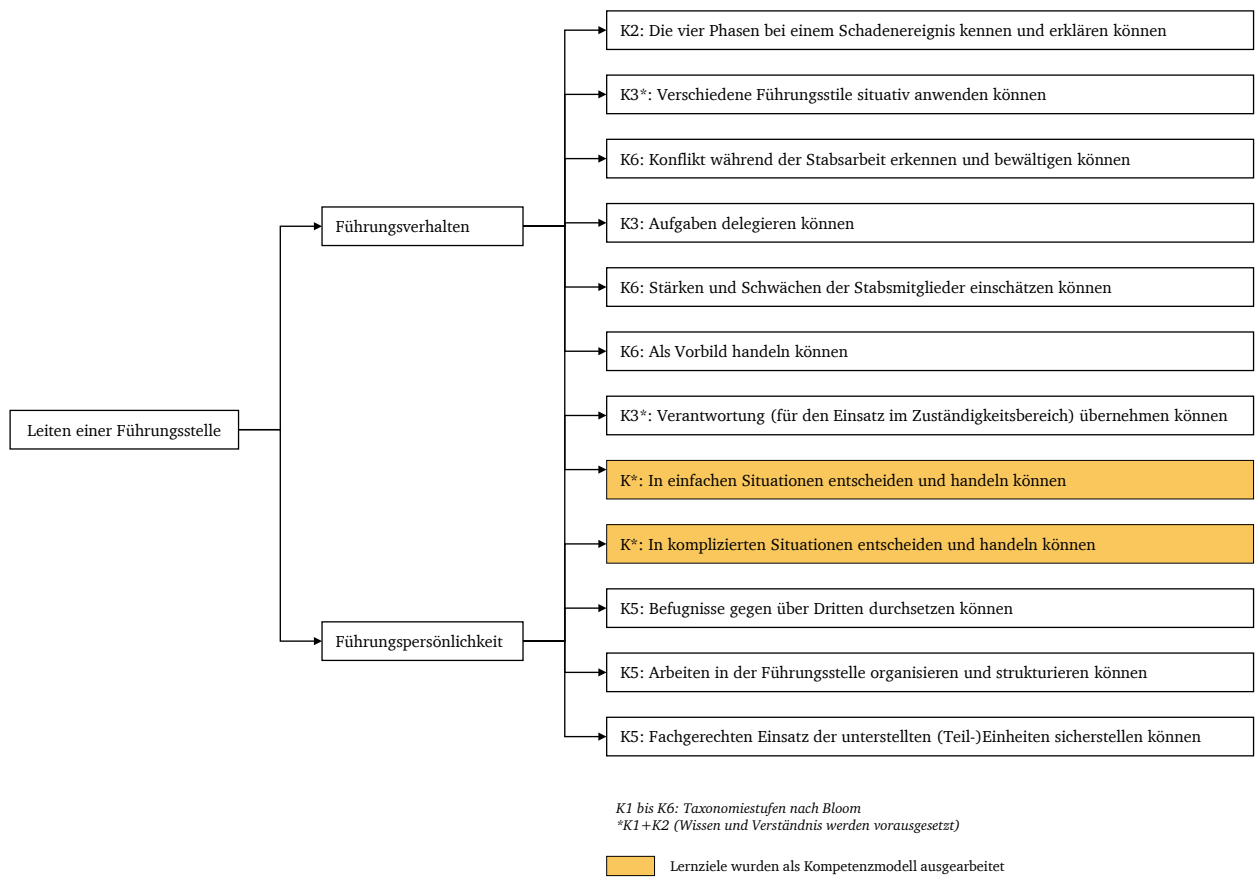 Leiten einer Führungsstelle
Führungsverhalten
Führungspersönlichkeit
K2: Die vier Phasen bei einem Schadenereignis kennen und erklären können
K3*: Verschiedene Führungsstile situativ anwenden können
K6: Konflikt während der Stabsarbeit erkennen und bewältigen können
K3: Aufgaben delegieren können
K6: Stärken und Schwächen der Stabsmitglieder einschätzen können
K6: Als Vorbild handeln können
K3*: Verantwortung (für den Einsatz im Zuständigkeitsbereich) übernehmen können
K*: In einfachen Situationen entscheiden und handeln können
K*: In komplizierten Situationen entscheiden und handeln können
K5: Befugnisse gegen über Dritten durchsetzen können
K5: Arbeiten in der Führungsstelle organisieren und strukturieren können
K5: Fachgerechten Einsatz der unterstellten (Teil-)Einheiten sicherstellen können
K1 bis K6: Taxonomiestufen nach Bloom
*K1+K2 (Wissen und Verständnis werden vorausgesetzt)
Lernziele wurden als Kompetenzmodell ausgearbeitet